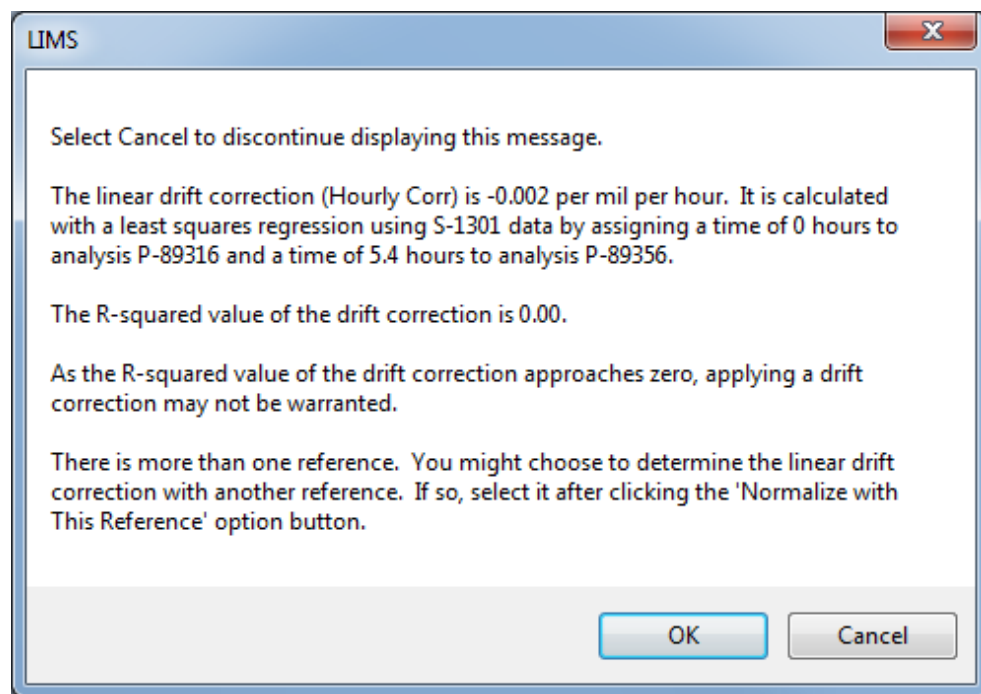 LIMS
Select Cancel to discontinue displaying this message.
The linear drift correction (Hourly Corr) is -0.002 per mil per hour.  It is calculated
with a least squares regression using S-1301 data by assigning a time of 0 hours to
analysis P-89316 and a time of 5.4 hours to analysis P-89356.
The R-squared value of the drift correction is 0.00.
As the R-squared value of the drift correction approaches zero, applying a drift
correction may not be warranted.
There is more than one reference.  You might choose to determine the linear drift
correction with another reference.  If so, select it after clicking the 'Normalize with
This Reference' option button.
OK
Cancel